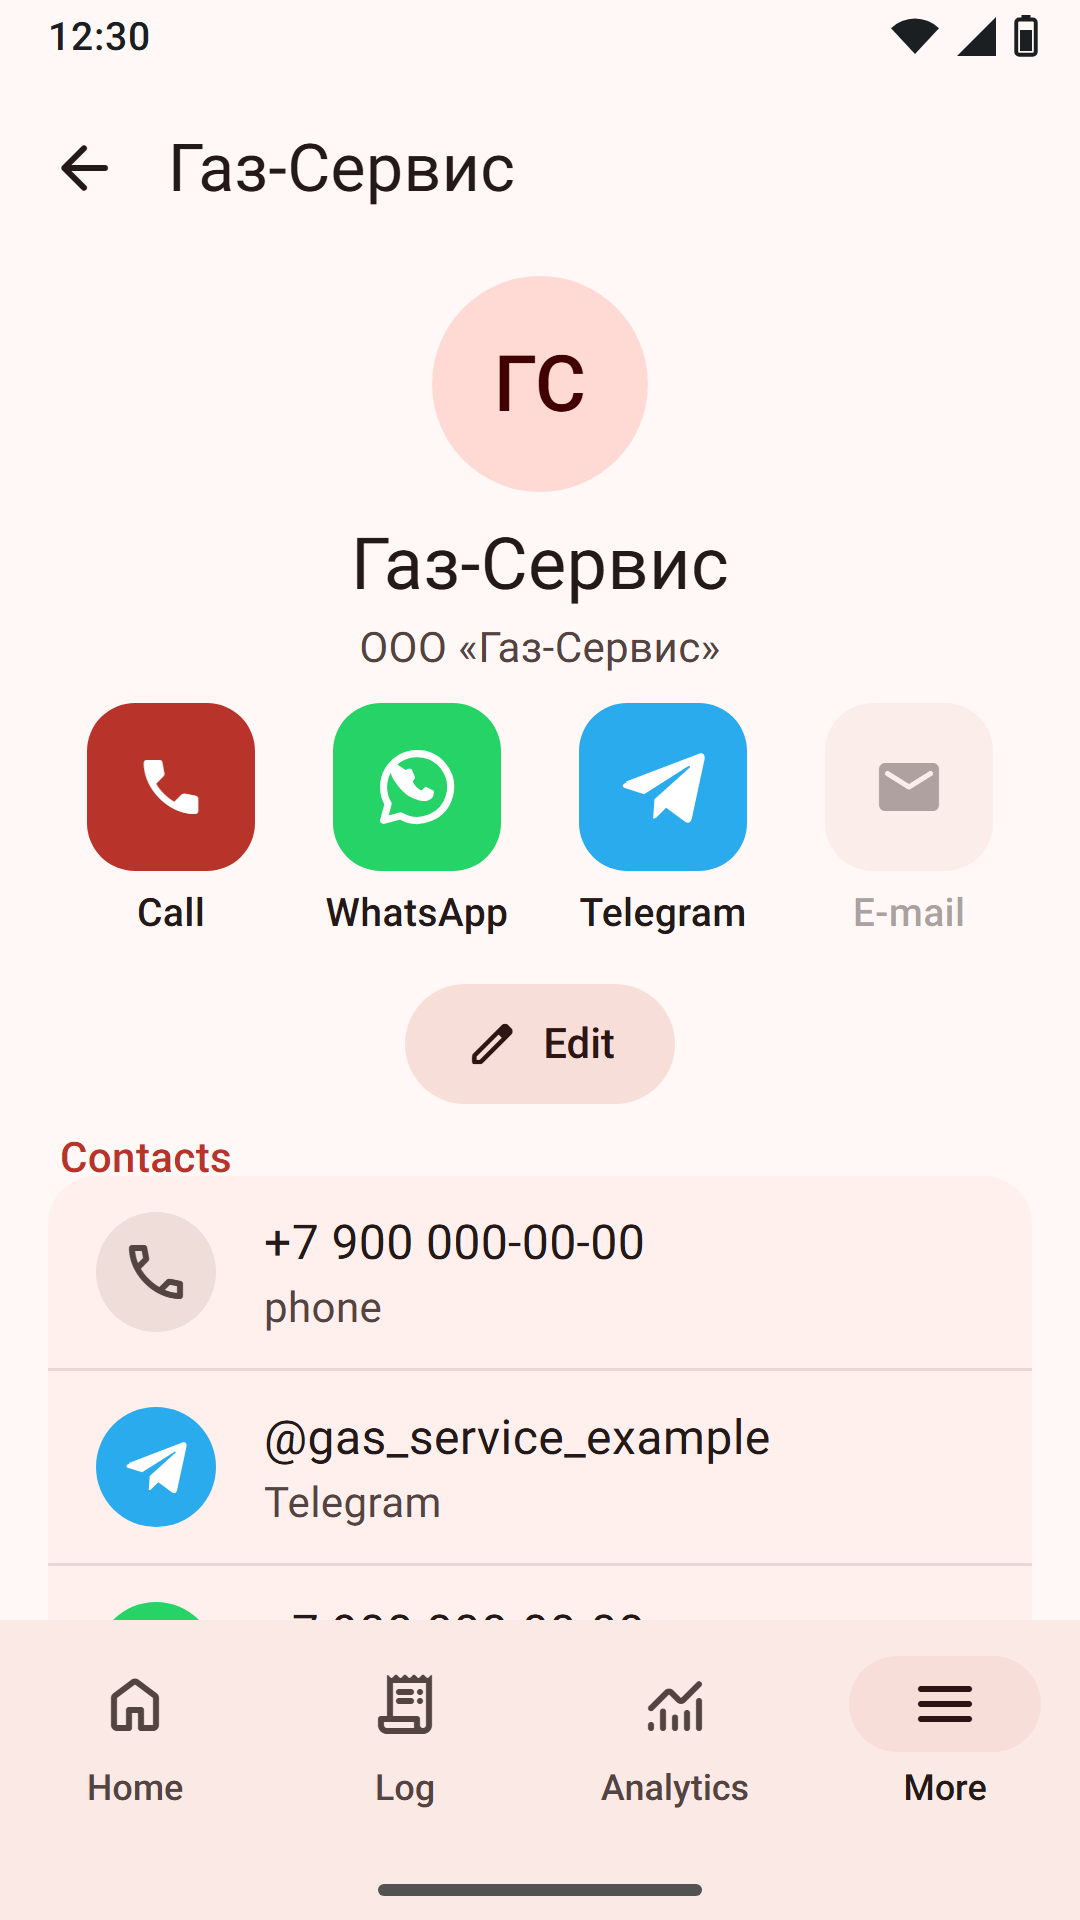 12:30
Газ-Сервис
ГС
Газ-Сервис
ООО «Газ-Сервис»
Call
WhatsApp
Telegram
E-mail
Edit
Contacts
+7 900 000-00-00
phone
@gas_service_example
Telegram
Home
Log
Analytics
More